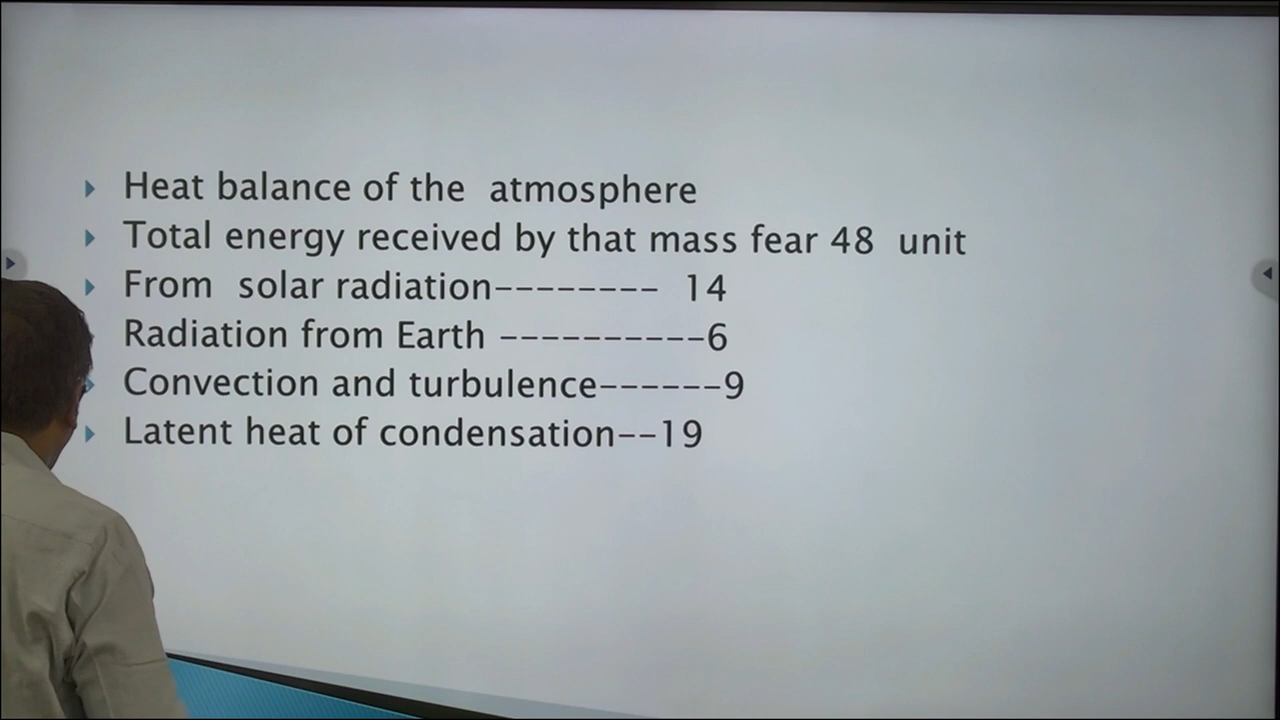 Heat balance of the atmosphere
Total energy received by that mass fear 48 unit
From solar radiation-------- 14
Radiation from Earth ----------6
Convection and turbulence------9
Latent heat of condensation--19